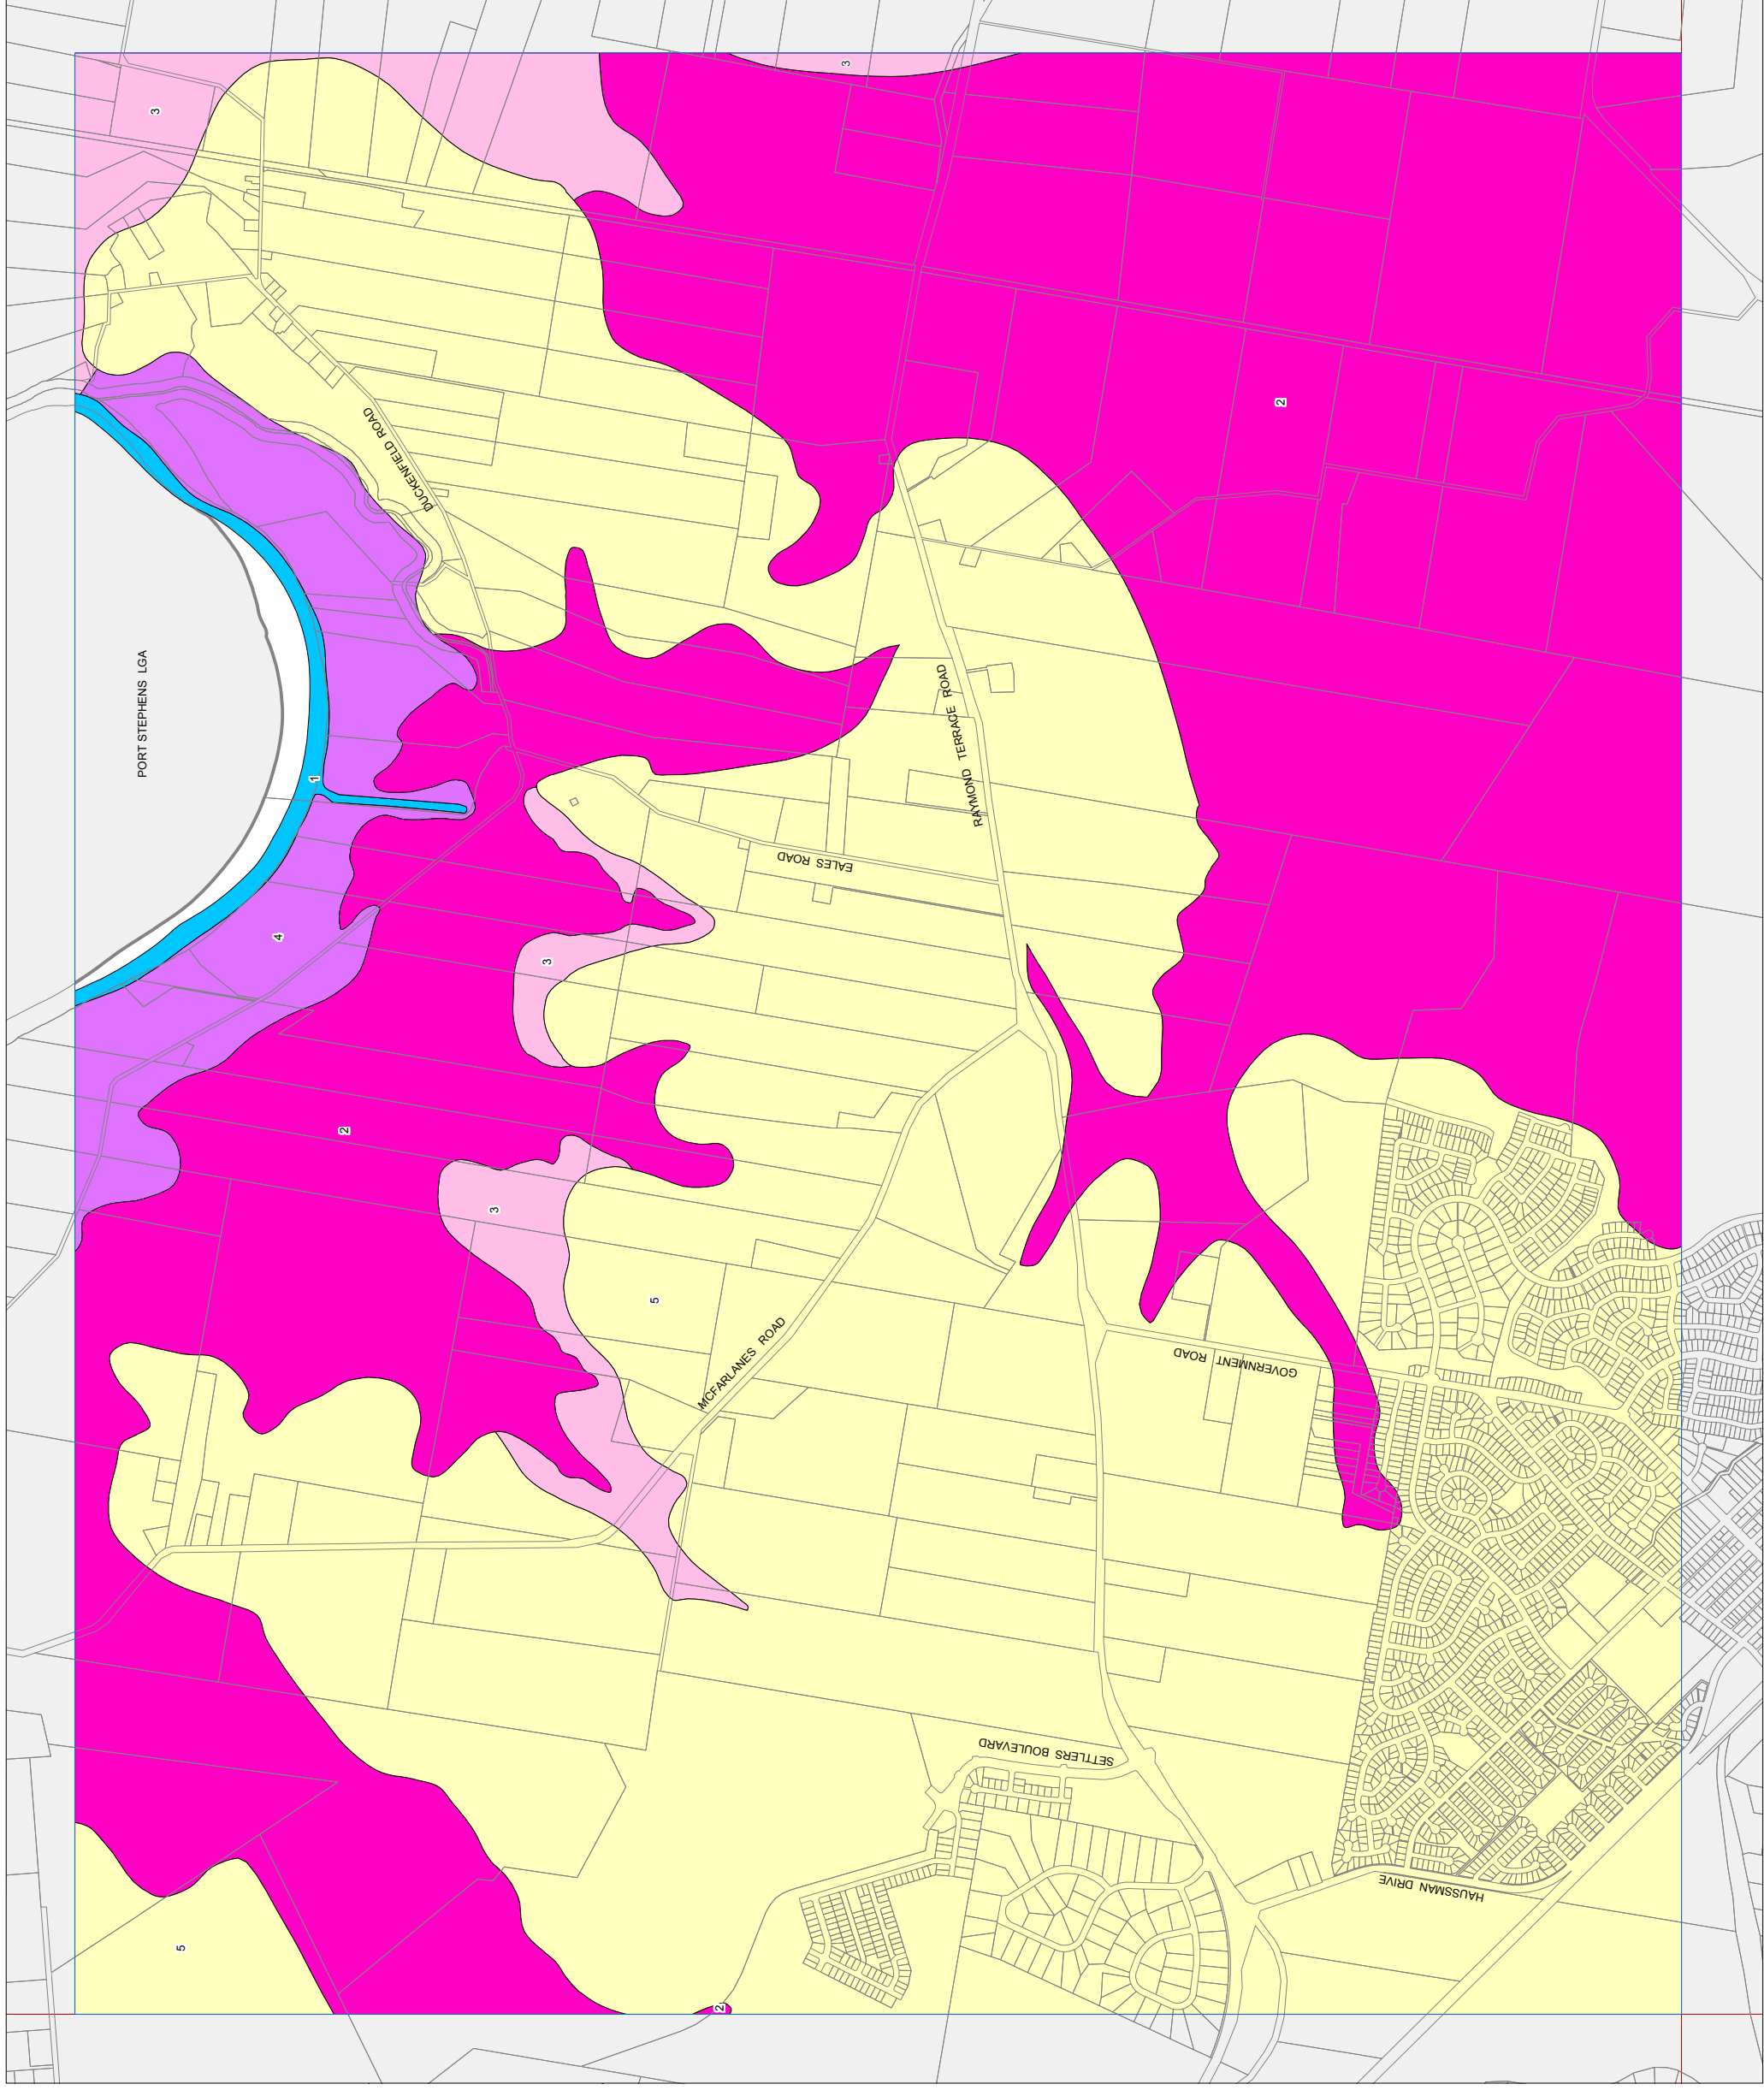 3
3
2
DUCKENFIELD ROAD
PORT STEPHENS LGA
RAYMOND TERRACE ROAD
1
EALES ROAD
4
3
2
3
5
MCFARLANES ROAD
GOVERNMENT ROAD
SETTLERS BOULEVARD
HAUSSMAN DRIVE
5
2